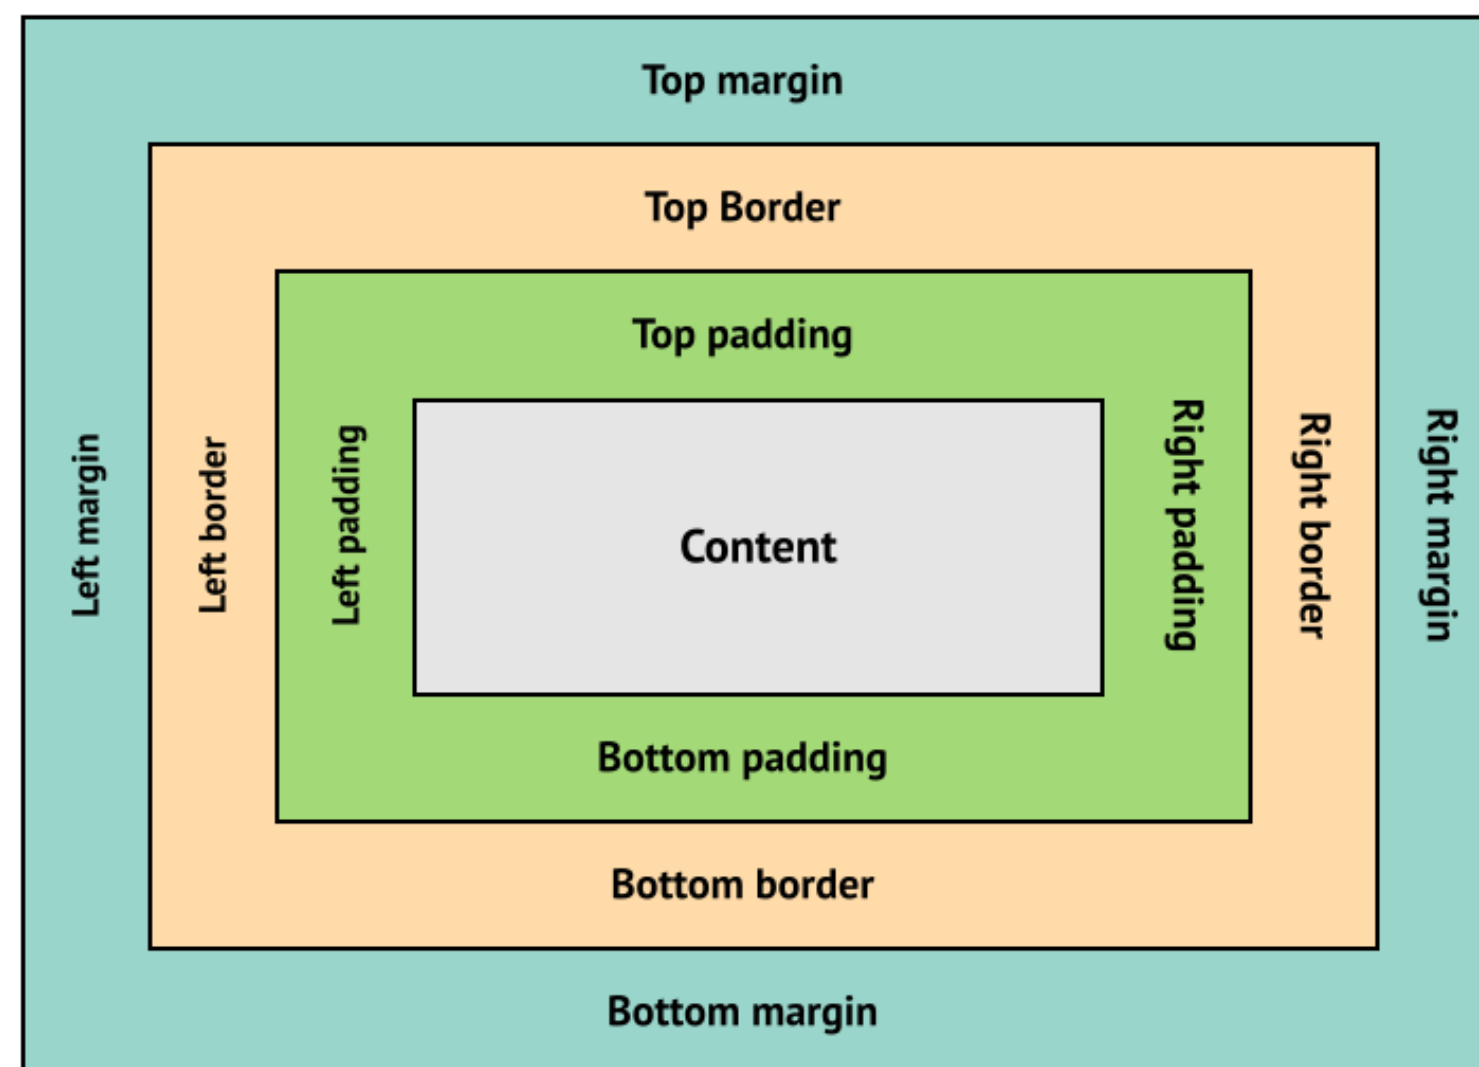 Top margin
Top Border
Top padding
Left margin
Left border
Left padding
Content
Right padding
Right border
Right margin
Bottom padding
Bottom border
Bottom margin